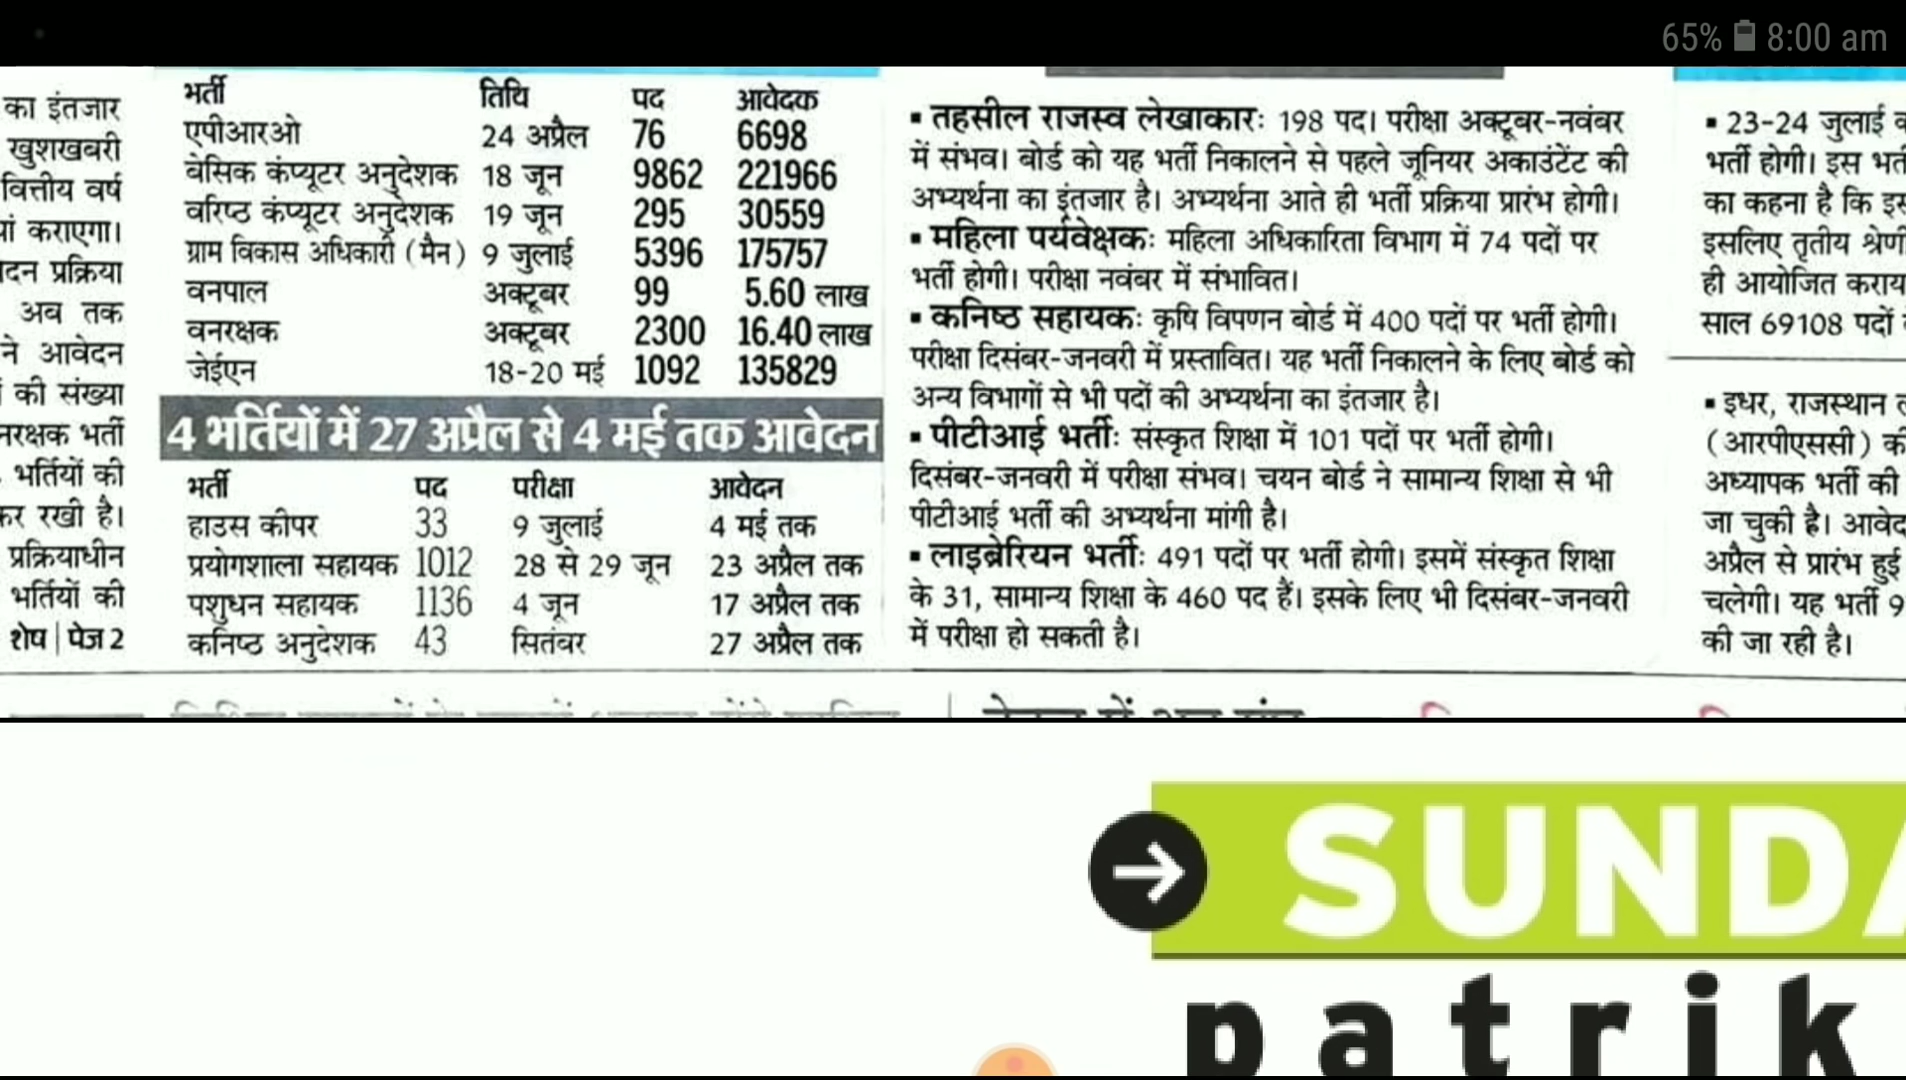 65% 8:00 am
का इंतजार
खुशखबरी
वित्तीय वर्ष
कराएगा।
प्रक्रिया
अब तक
ने आवेदन
की संख्या
भर्ती
भर्तियों की
कर रखी है।
प्रक्रियाधीन
भर्तियों की
शेष | पेज 2
भर्ती तिथि पद आवेदक
एपीआरओ 24 अप्रैल 76 6698
बेसिक कंप्यूटर अनुदेशक 18 जून 9862 221966
वरिष्ठ कंप्यूटर अनुदेशक 19 जून 295 30559
ग्राम विकास अधिकारी (मैन) 9 जुलाई 5396 175757
वनपाल अक्टूबर 99 5.60 लाख
वनरक्षक अक्टूबर 2300 16.40 लाख
जेईएन 18-20 मई 1092 135829
4 भर्तियों में 27 अप्रैल से 4 मई तक आवेदन
भर्ती पद परीक्षा आवेदन
हाउस कीपर 33 9 जुलाई 4 मई तक
प्रयोगशाला सहायक 1012 28 से 29 जून 23 अप्रैल तक
पशुधन सहायक 1136 4 जून 17 अप्रैल तक
कनिष्ठ अनुदेशक 43 सितंबर 27 अप्रैल तक
▪ तहसील राजस्व लेखाकार: 198 पद। परीक्षा अक्टूबर-नवंबर
में संभव। बोर्ड को यह भर्ती निकालने से पहले जूनियर अकाउंटेंट की
अभ्यर्थना का इंतजार है। अभ्यर्थना आते ही भर्ती प्रक्रिया प्रारंभ होगी।
▪ महिला पर्यवेक्षक: महिला अधिकारिता विभाग में 74 पदों पर
भर्ती होगी। परीक्षा नवंबर में संभावित।
▪ कनिष्ठ सहायक: कृषि विपणन बोर्ड में 400 पदों पर भर्ती होगी।
परीक्षा दिसंबर-जनवरी में प्रस्तावित। यह भर्ती निकालने के लिए बोर्ड को
अन्य विभागों से भी पदों की अभ्यर्थना का इंतजार है।
▪ पीटीआई भर्ती: संस्कृत शिक्षा में 101 पदों पर भर्ती होगी।
दिसंबर-जनवरी में परीक्षा संभव। चयन बोर्ड ने सामान्य शिक्षा से भी
पीटीआई भर्ती की अभ्यर्थना मांगी है।
▪ लाइब्रेरियन भर्ती: 491 पदों पर भर्ती होगी। इसमें संस्कृत शिक्षा
के 31, सामान्य शिक्षा के 460 पद हैं। इसके लिए भी दिसंबर-जनवरी
में परीक्षा हो सकती है।
▪ 23-24 जुलाई
भर्ती होगी। इस
का कहना है कि
इसलिए तृतीय
ही आयोजित
साल 69108 पदों
▪ इधर, राजस्थान
(आरपीएससी) की
अध्यापक भर्ती की
जा चुकी है।
अप्रैल से प्रारंभ हुई
चलेगी। यह भर्ती 9
की जा रही है।
SUNDA
patrik